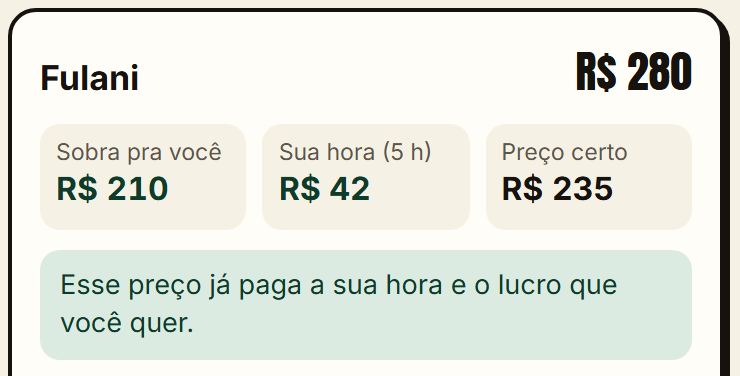 Fulani
R$ 280
Sobra pra você
R$ 210
Sua hora (5 h)
R$ 42
Preço certo
R$ 235
Esse preço já paga a sua hora e o lucro que
você quer.